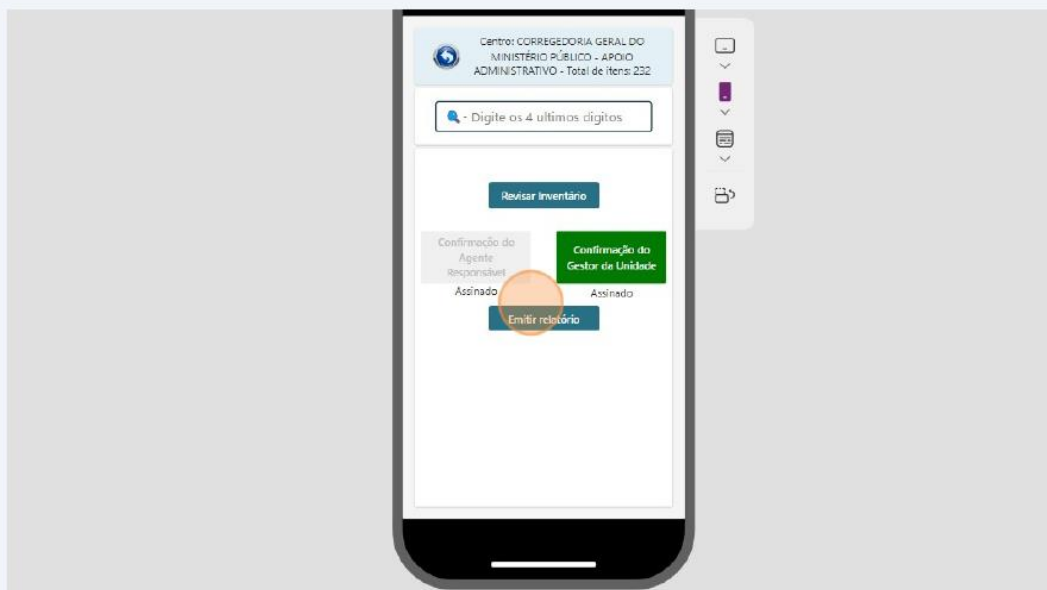 Centro: CORREGEDORIA GERAL DO
MINISTÉRIO PÚBLICO - APOIO
ADMINISTRATIVO - Total de itens: 232
- Digite os 4 ultimos digitos
Revisar Inventário
Confirmação do
Agente
Responsável
Confirmação do
Gestor da Unidade
Assinado
Assinado
Emitir relatório